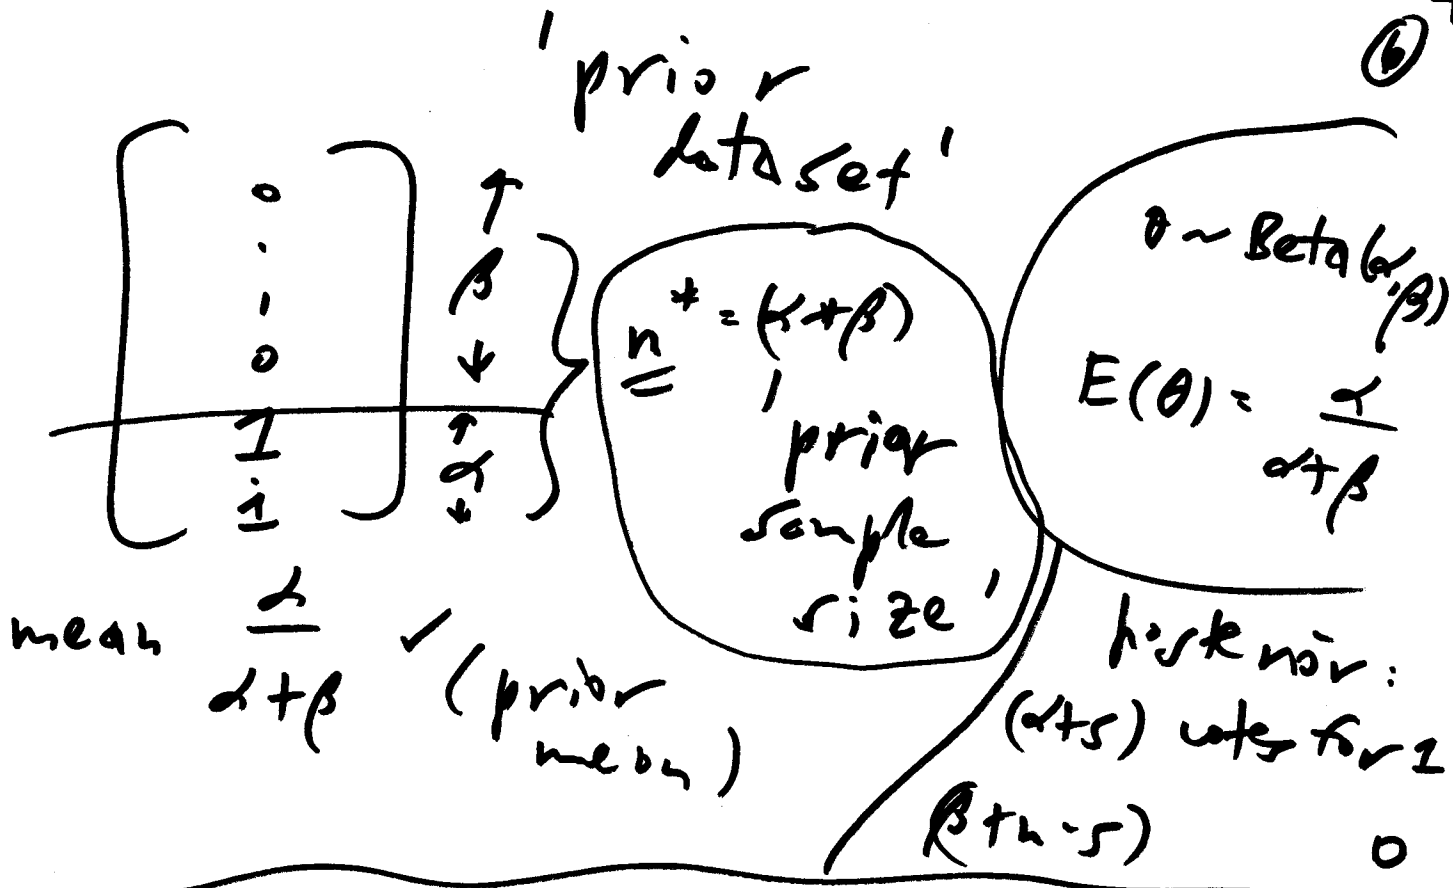 6
'prior
dataset'
0
.
.
0
1
1
↑
β
↓
↑
α
↓
n* = (α+β)
'prior
sample
size'
mean α/(α+β) ✓ (prior
mean)
θ ~ Beta(α,β)
E(θ) = α/(α+β)
posterior:
(α+s) votes for 1
(β+n-s) 0